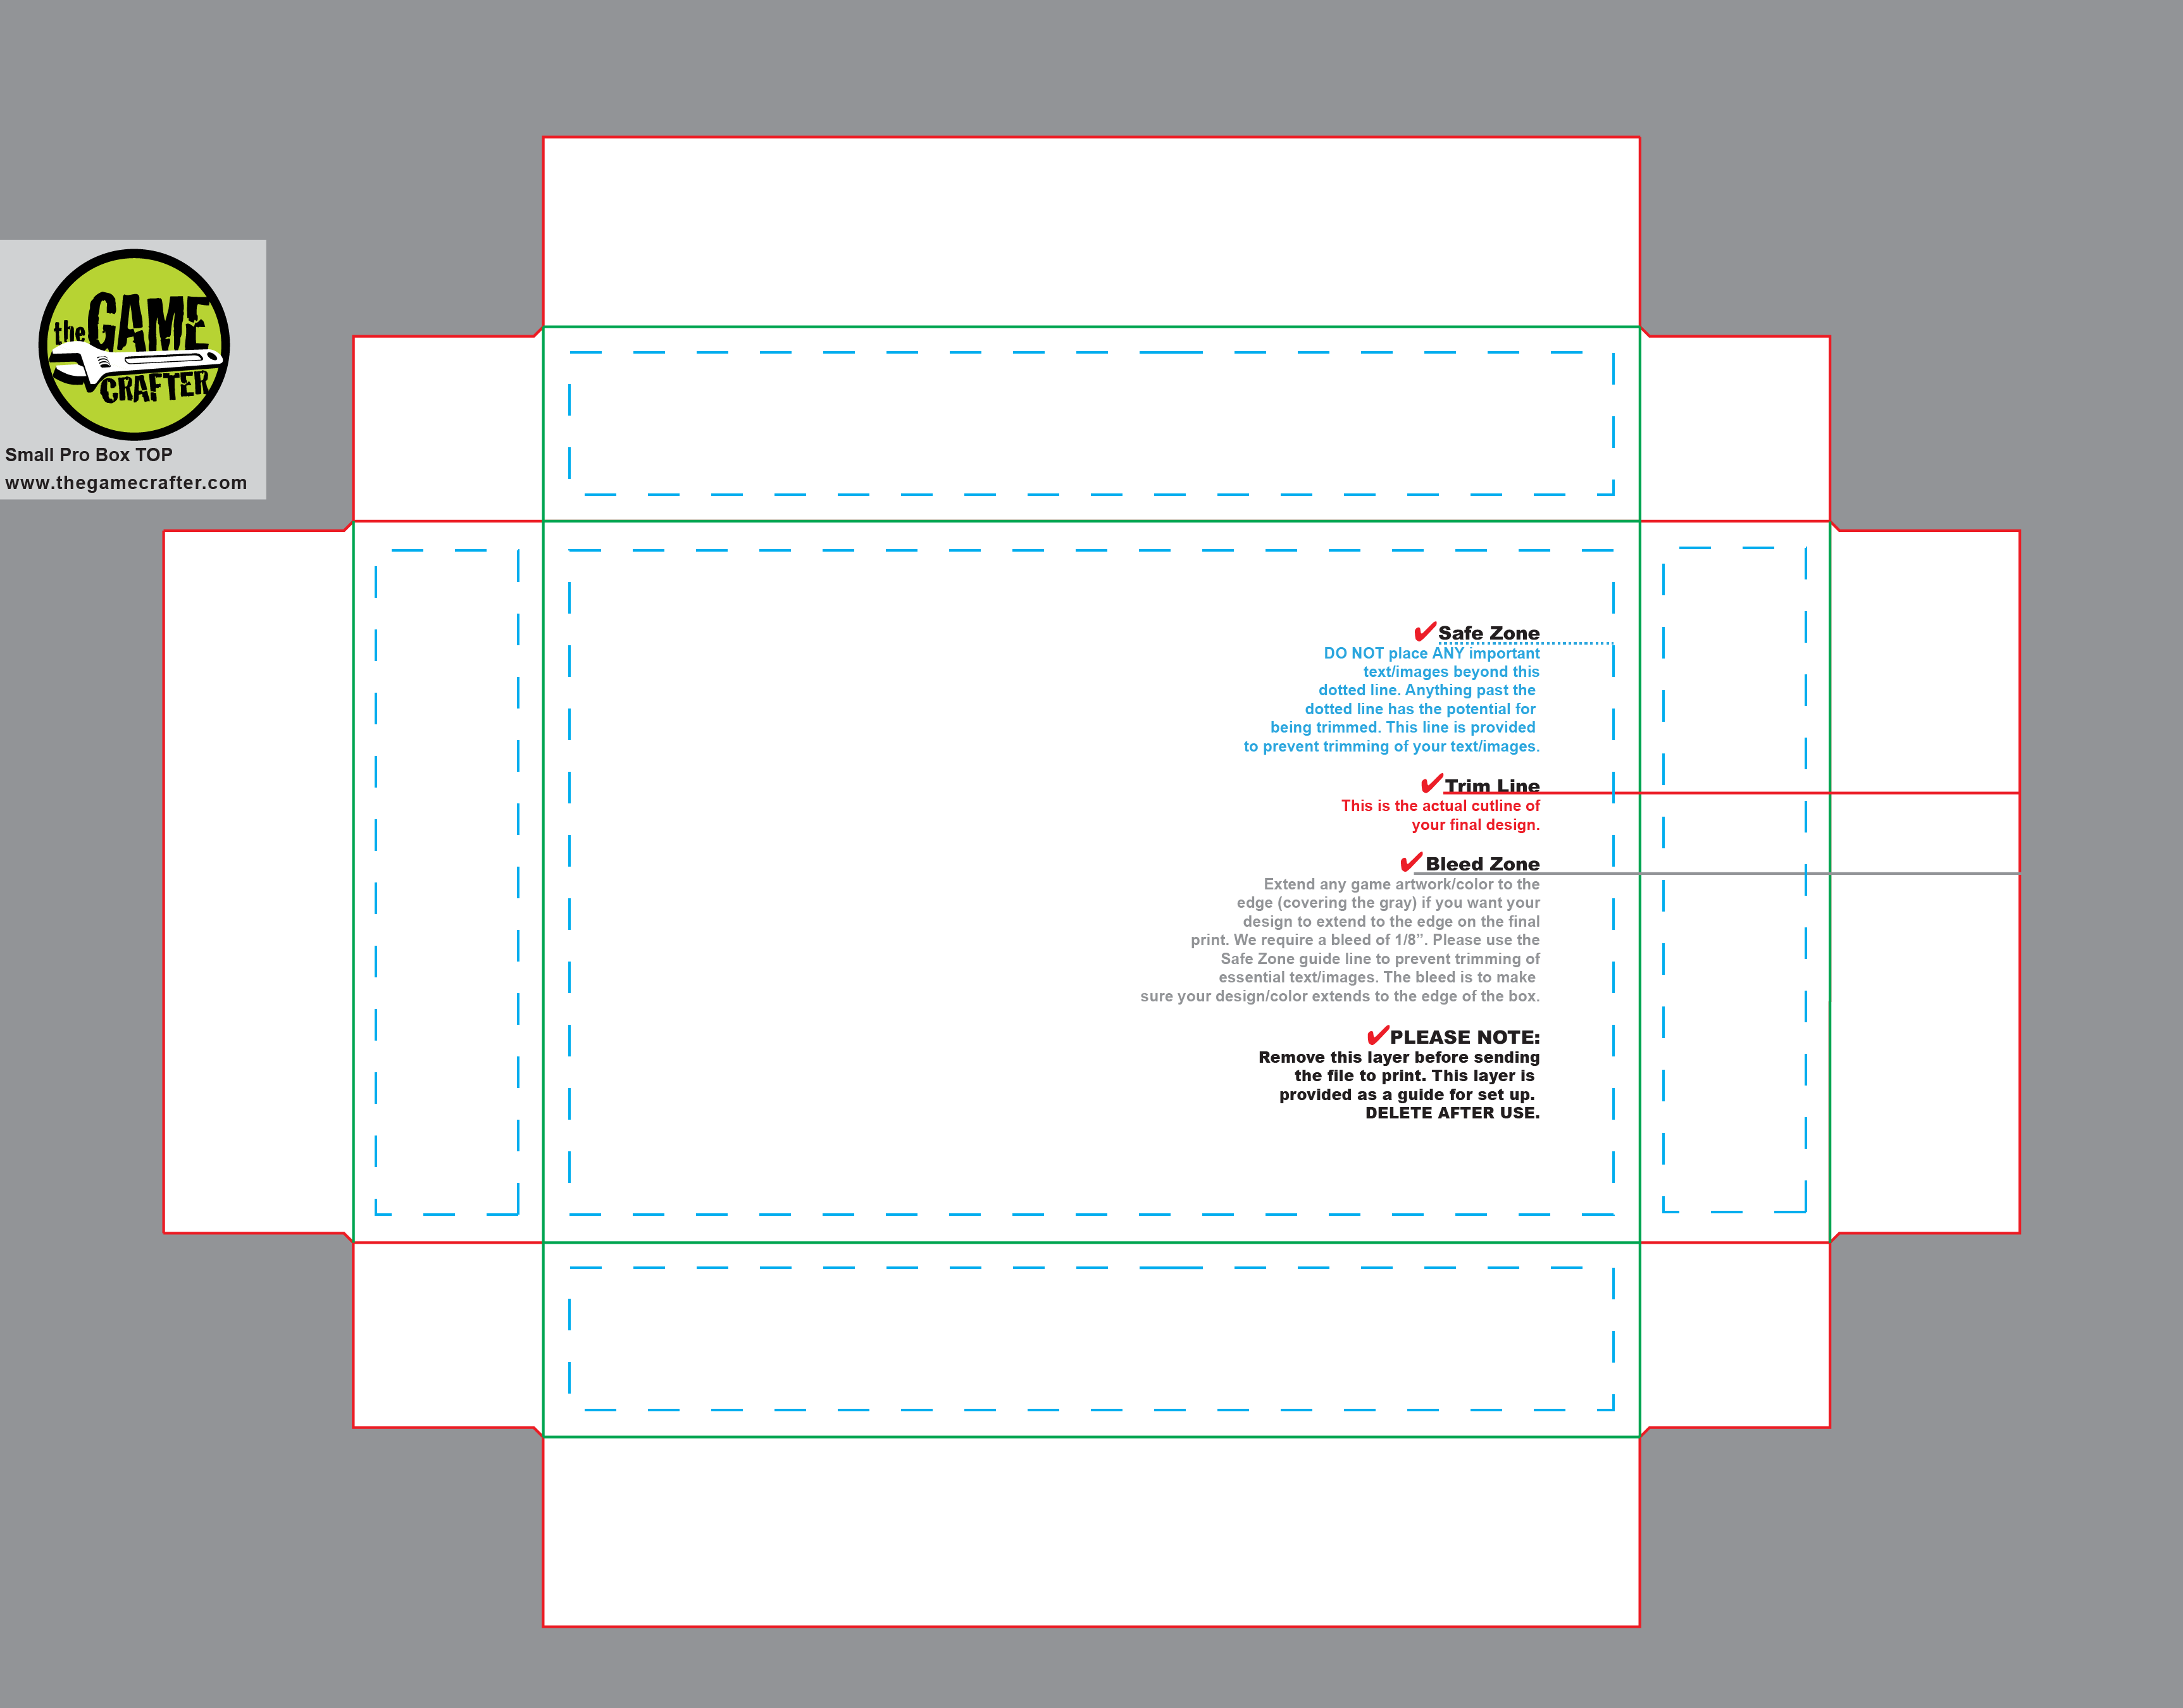 the GAME
CRAFTER
Small Pro Box TOP
www.thegamecrafter.com
✔Safe Zone
DO NOT place ANY important
text/images beyond this
dotted line. Anything past the
dotted line has the potential for
being trimmed. This line is provided
to prevent trimming of your text/images.
✔Trim Line
This is the actual cutline of
your final design.
✔Bleed Zone
Extend any game artwork/color to the
edge (covering the gray) if you want your
design to extend to the edge on the final
print. We require a bleed of 1/8”. Please use the
Safe Zone guide line to prevent trimming of
essential text/images. The bleed is to make
sure your design/color extends to the edge of the box.
✔PLEASE NOTE:
Remove this layer before sending
the file to print. This layer is
provided as a guide for set up.
DELETE AFTER USE.